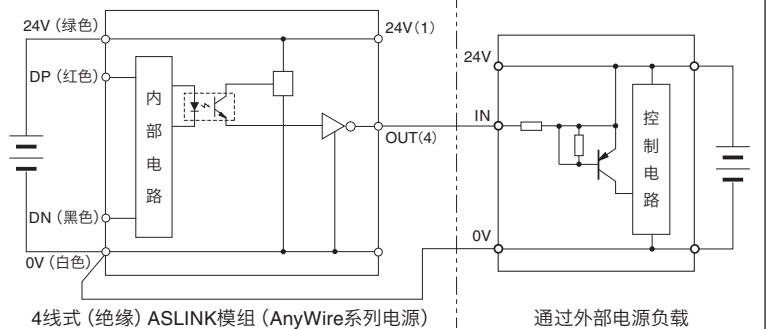 24V (绿色)
DP (红色)
DN (黑色)
0V (白色)
内部电路
24V(1)
OUT(4)
24V
IN
0V
控制电路
4线式 (绝缘) ASLINK模组 (AnyWire系列电源)
通过外部电源负载